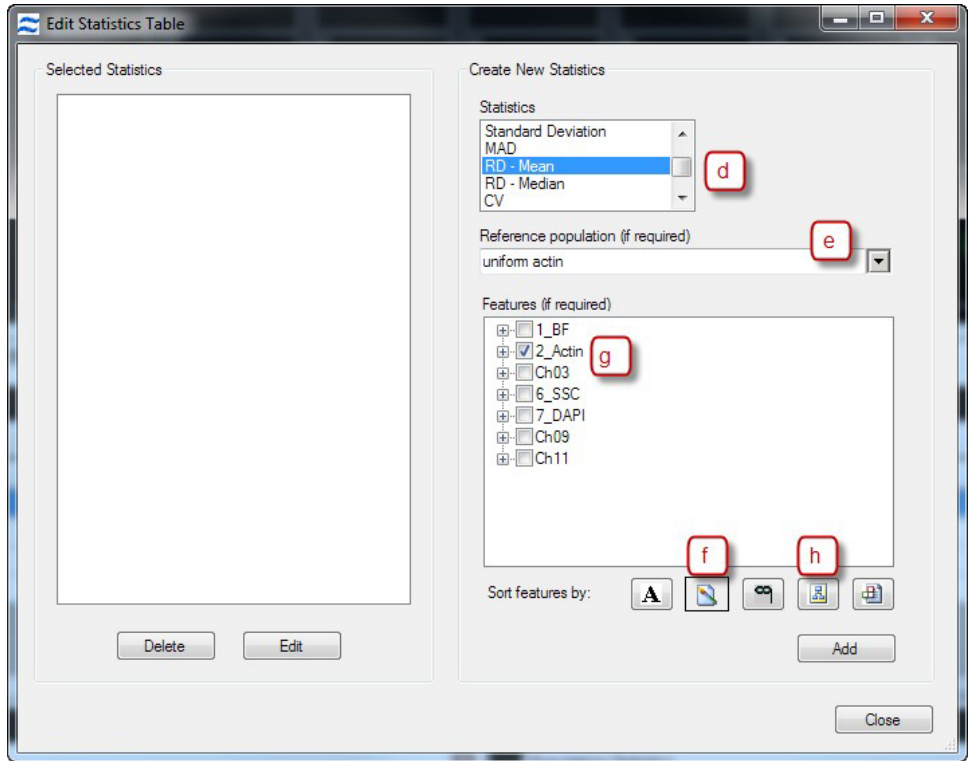 Edit Statistics Table
Selected Statistics
Delete
Edit
Create New Statistics
Statistics
Standard Deviation
MAD
RD - Mean
RD - Median
CV
d
Reference population (if required)
e
uniform actin
Features (if required)
1_BF
2_Actin
g
Ch03
6_SSC
7_DAPI
Ch09
Ch11
f
h
Sort features by:
A
Add
Close